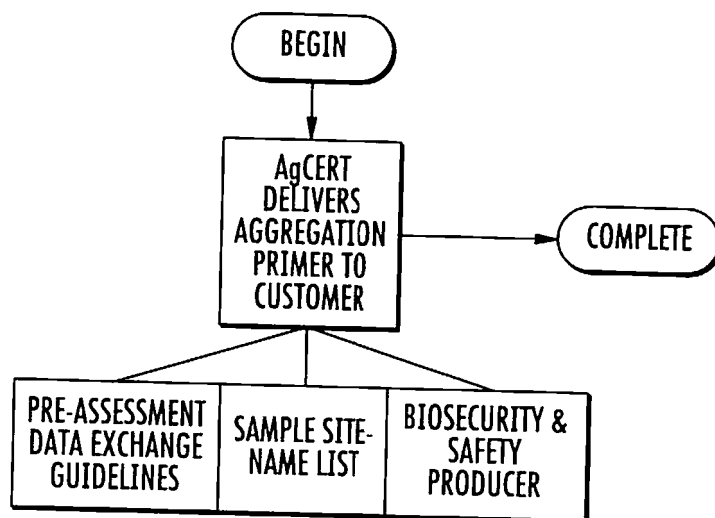 BEGIN
AgCERT
DELIVERS
AGGREGATION
PRIMER TO
CUSTOMER
COMPLETE
PRE-ASSESSMENT
DATA EXCHANGE
GUIDELINES
SAMPLE SITE-
NAME LIST
BIOSECURITY &
SAFETY
PRODUCER